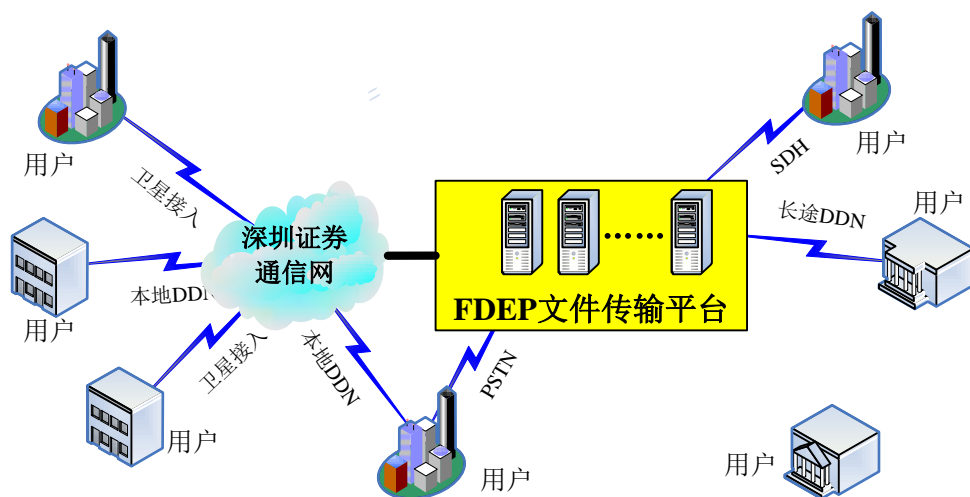 用户
SDH
用户
卫星接入
用户
长途DDN
深圳证券
通信网
······
FDEP文件传输平台
本地DDN
用户
卫星接入
本地DDN
PSTN
用户
用户
用户